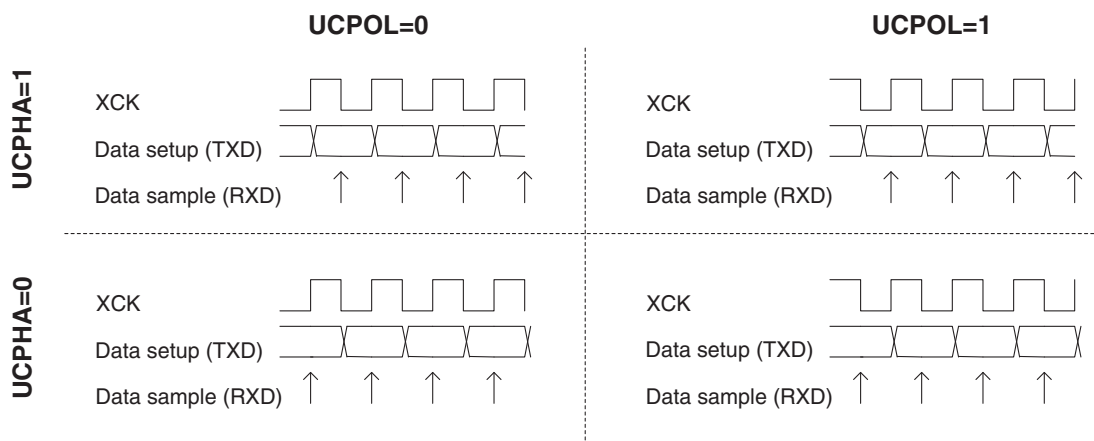 UCPOL=0
UCPOL=1
UCPHA=1
XCK
Data setup (TXD)
Data sample (RXD)
XCK
Data setup (TXD)
Data sample (RXD)
UCPHA=0
XCK
Data setup (TXD)
Data sample (RXD)
XCK
Data setup (TXD)
Data sample (RXD)